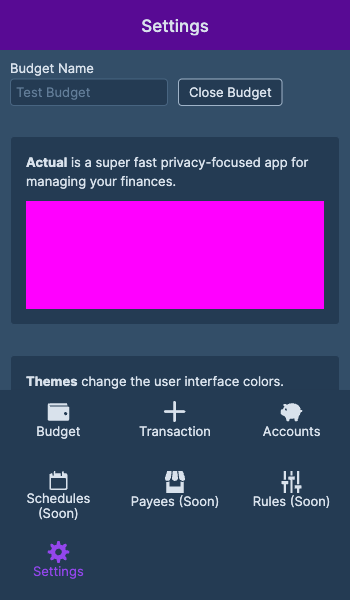 Settings
Budget Name
Test Budget
Close Budget
Actual is a super fast privacy-focused app for
managing your finances.
Themes change the user interface colors.
Budget
Transaction
Accounts
Schedules
(Soon)
Payees (Soon)
Rules (Soon)
Settings